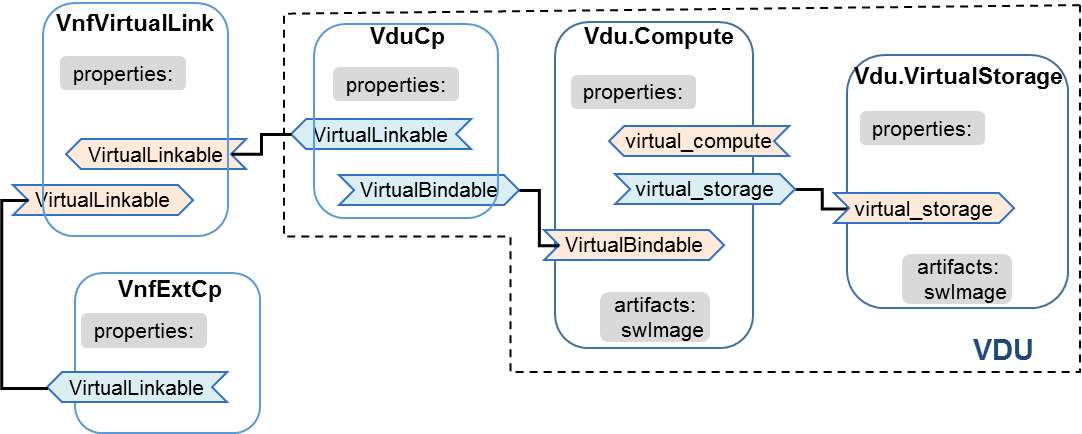 VnfVirtualLink
properties:
VirtualLinkable
VirtualLinkable
VnfExtCp
properties:
VirtualLinkable
VduCp
properties:
VirtualLinkable
VirtualBindable
Vdu.Compute
properties:
virtual_compute
virtual_storage
VirtualBindable
artifacts:
swImage
Vdu.VirtualStorage
properties:
virtual_storage
artifacts:
swImage
VDU